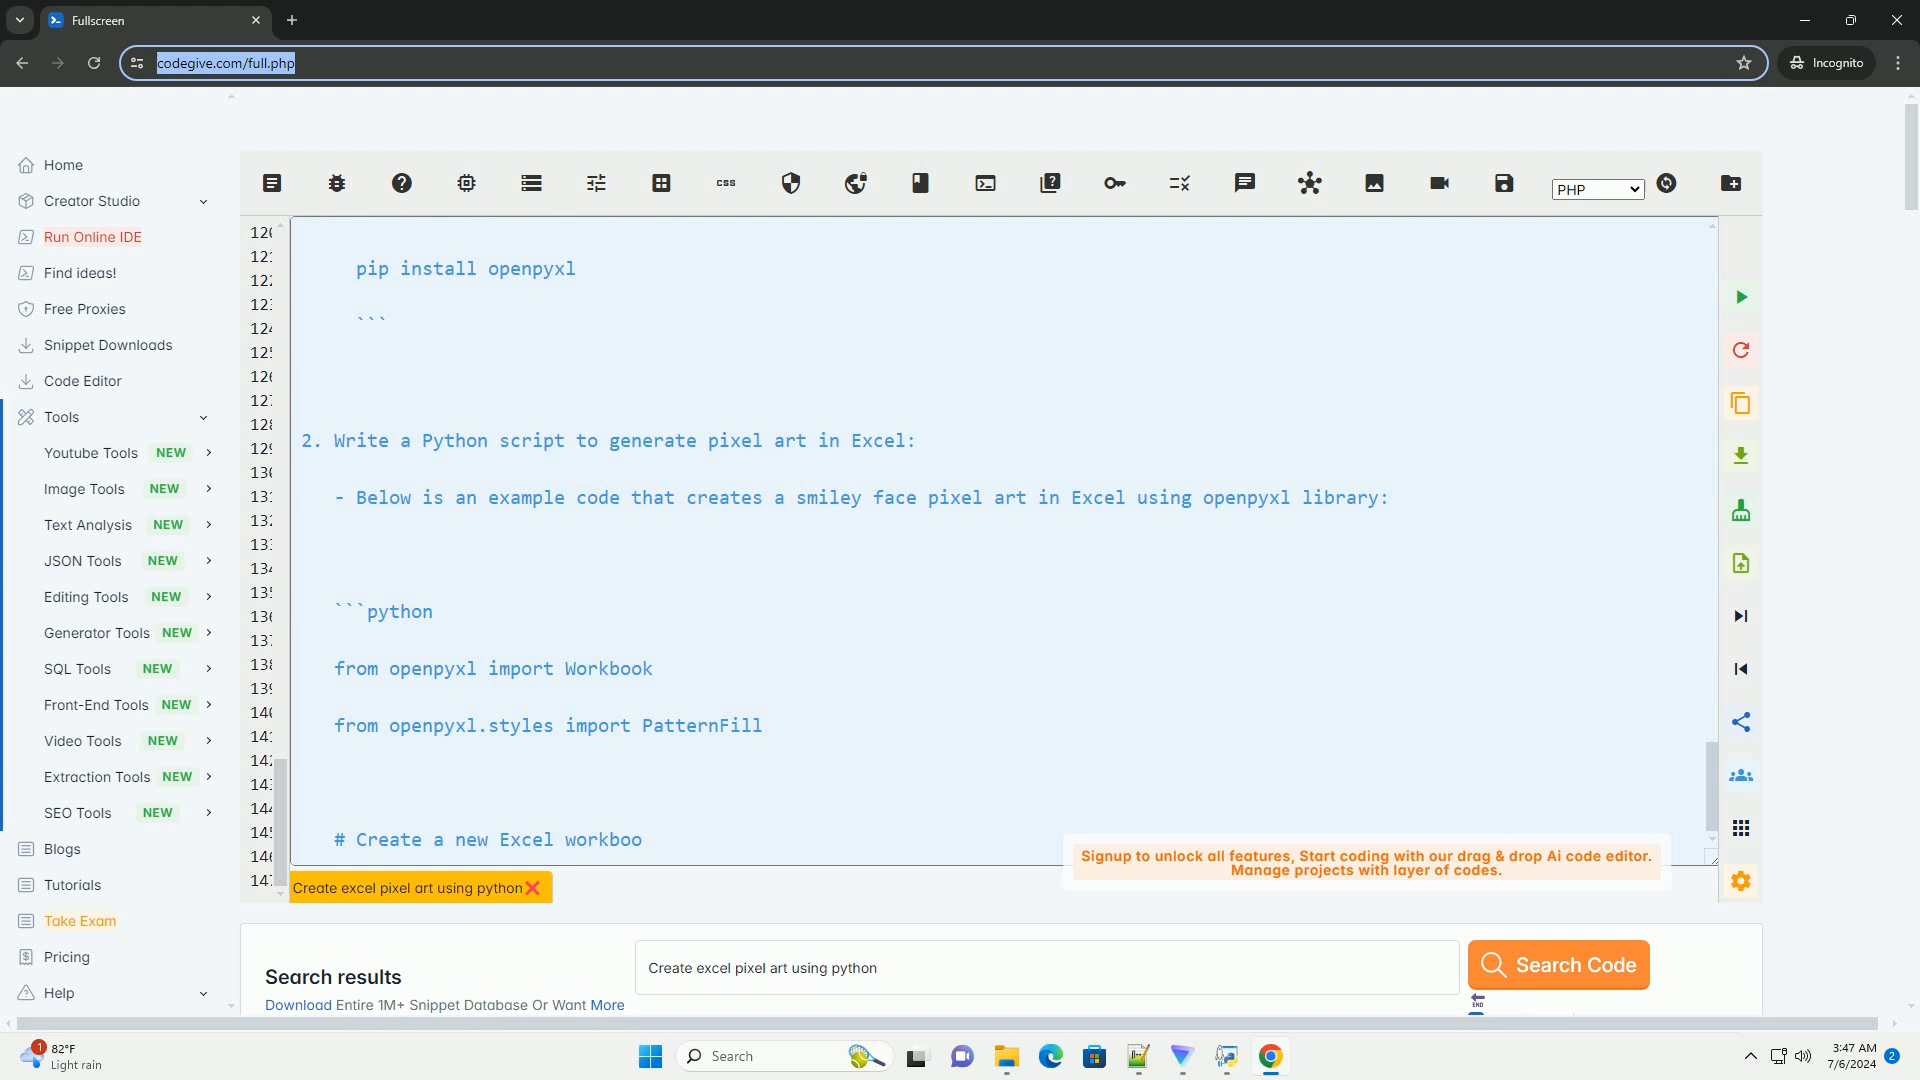 Fullscreen
codegive.com/full.php
Incognito
Home
Creator Studio
Run Online IDE
Find ideas!
Free Proxies
Snippet Downloads
Code Editor
Tools
Youtube Tools NEW
Image Tools NEW
Text Analysis NEW
JSON Tools NEW
Editing Tools NEW
Generator Tools NEW
SQL Tools NEW
Front-End Tools NEW
Video Tools NEW
Extraction Tools NEW
SEO Tools NEW
Blogs
Tutorials
Take Exam
Pricing
Help
css
PHP
pip install openpyxl
```
2. Write a Python script to generate pixel art in Excel:
- Below is an example code that creates a smiley face pixel art in Excel using openpyxl library:
```python
from openpyxl import Workbook
from openpyxl.styles import PatternFill
# Create a new Excel workboo
Signup to unlock all features, Start coding with our drag & drop Ai code editor.
Manage projects with layer of codes.
Create excel pixel art using python
Search results
Create excel pixel art using python
Search Code
Download Entire 1M+ Snippet Database Or Want More
END
1
82°F
Light rain
Search
3:47 AM
7/6/2024
2